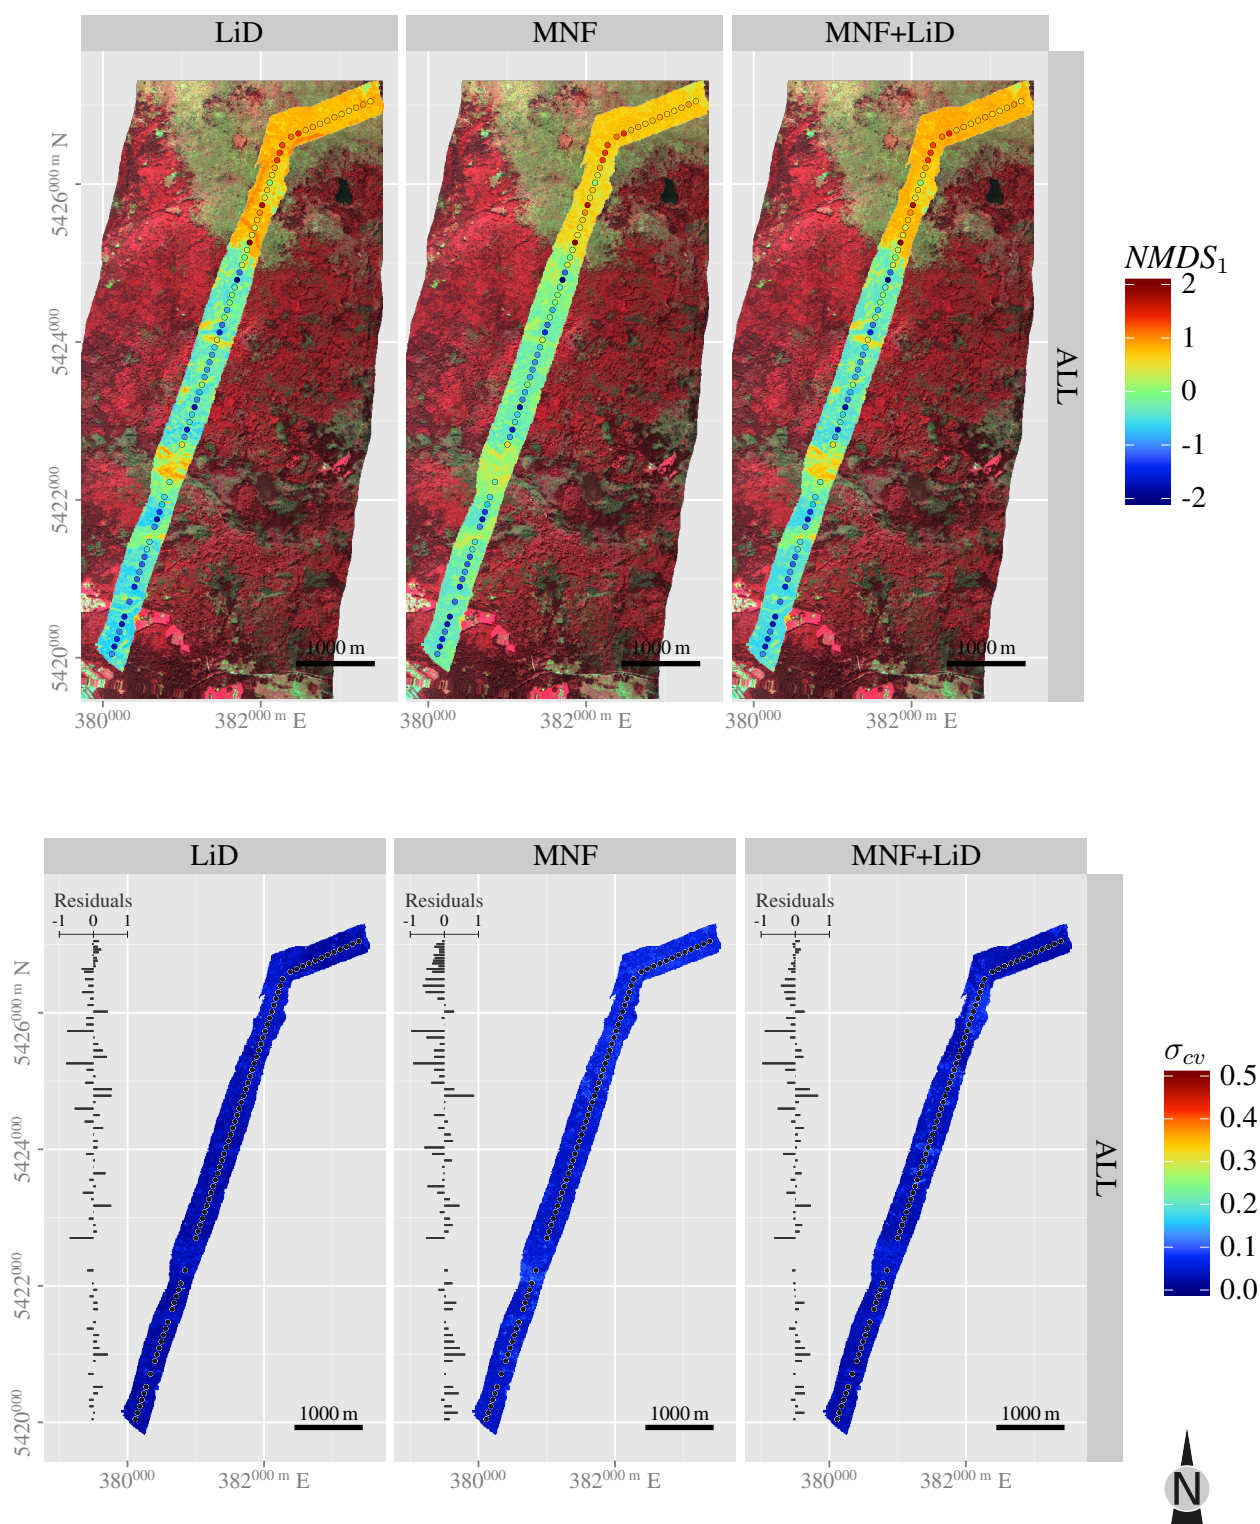 LiD MNF MNF+LiD
5426⁰⁰⁰ ᵐ N
5424⁰⁰⁰
5422⁰⁰⁰
5420⁰⁰⁰
1000 m 1000 m 1000 m
380⁰⁰⁰ 382⁰⁰⁰ ᵐ E 380⁰⁰⁰ 382⁰⁰⁰ ᵐ E 380⁰⁰⁰ 382⁰⁰⁰ ᵐ E
ALL
NMDS₁
2
1
0
-1
-2
LiD MNF MNF+LiD
Residuals Residuals Residuals
-1 0 1 -1 0 1 -1 0 1
5426⁰⁰⁰ ᵐ N
5424⁰⁰⁰
5422⁰⁰⁰
5420⁰⁰⁰
1000 m 1000 m 1000 m
380⁰⁰⁰ 382⁰⁰⁰ ᵐ E 380⁰⁰⁰ 382⁰⁰⁰ ᵐ E 380⁰⁰⁰ 382⁰⁰⁰ ᵐ E
ALL
σcv
0.5
0.4
0.3
0.2
0.1
0.0
N